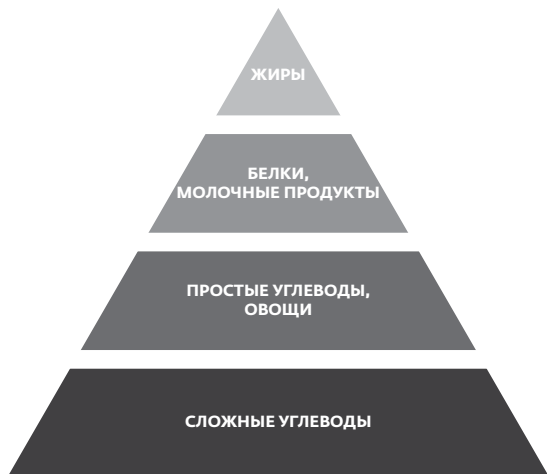 ЖИРЫ
БЕЛКИ,
МОЛОЧНЫЕ ПРОДУКТЫ
ПРОСТЫЕ УГЛЕВОДЫ,
ОВОЩИ
СЛОЖНЫЕ УГЛЕВОДЫ